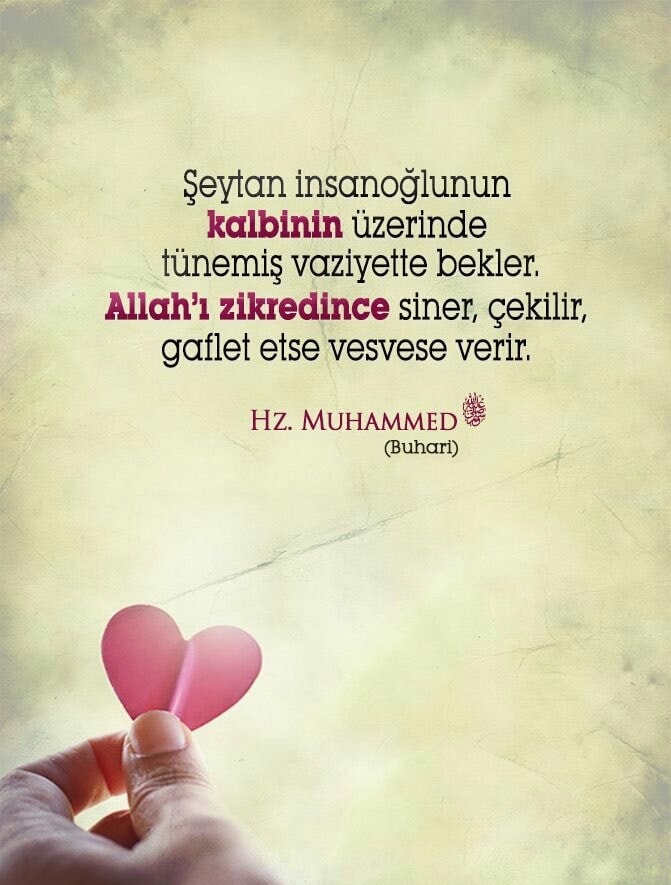 Şeytan insanoğlunun
kalbinin üzerinde
tünemiş vaziyette bekler.
Allah'ı zikredince siner, çekilir,
gaflet etse vesvese verir.
Hz. Muhammed ﷺ
(Buhari)